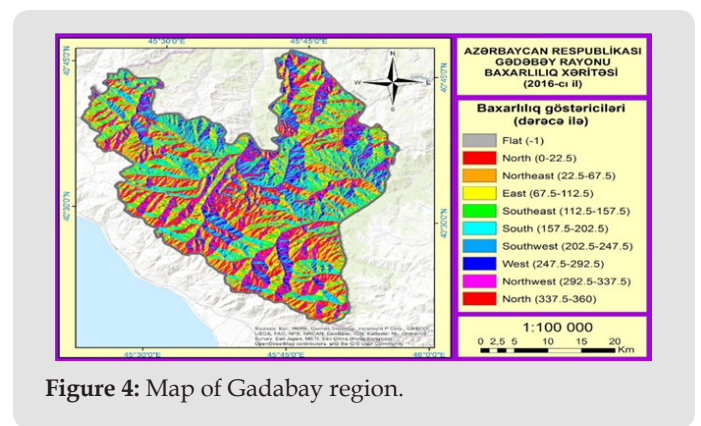 45°30'0"E 45°45'0"E
AZƏRBAYCAN RESPUBLİKASI
GƏDƏBƏY RAYONU
BAXARLILIQ XƏRİTƏSİ
(2016-cı il)
N
W E
S
Baxarlılıq göstəriciləri
(dərəcə ilə)
Flat (-1)
North (0-22.5)
Northeast (22.5-67.5)
East (67.5-112.5)
Southeast (112.5-157.5)
South (157.5-202.5)
Southwest (202.5-247.5)
West (247.5-292.5)
Northwest (292.5-337.5)
North (337.5-360)
40°30'0"N 40°30'0"N
1:100 000
0 2,5 5 10 15 20
Km
45°30'0"E 45°45'0"E 46°0'0"E
Figure 4: Map of Gadabay region.